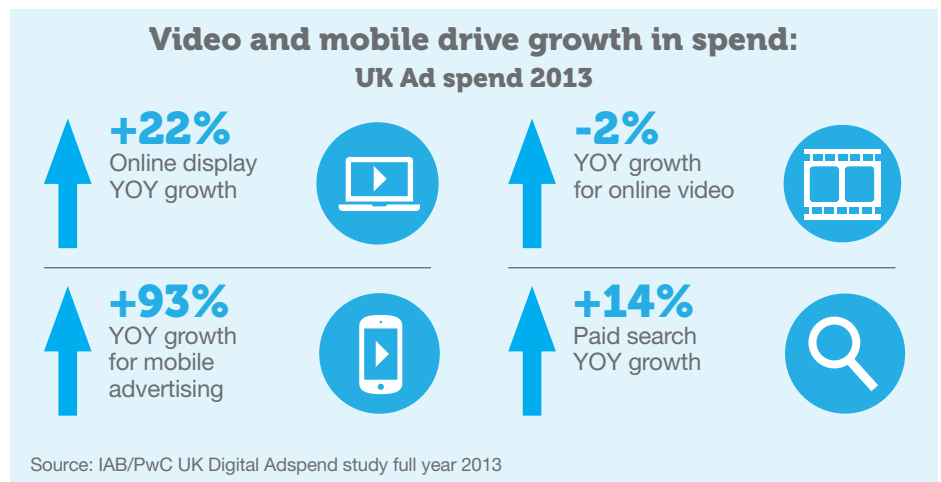 Video and mobile drive growth in spend:
UK Ad spend 2013
+22%
Online display
YOY growth
-2%
YOY growth
for online video
+93%
YOY growth
for mobile
advertising
+14%
Paid search
YOY growth
Source: IAB/PwC UK Digital Adspend study full year 2013